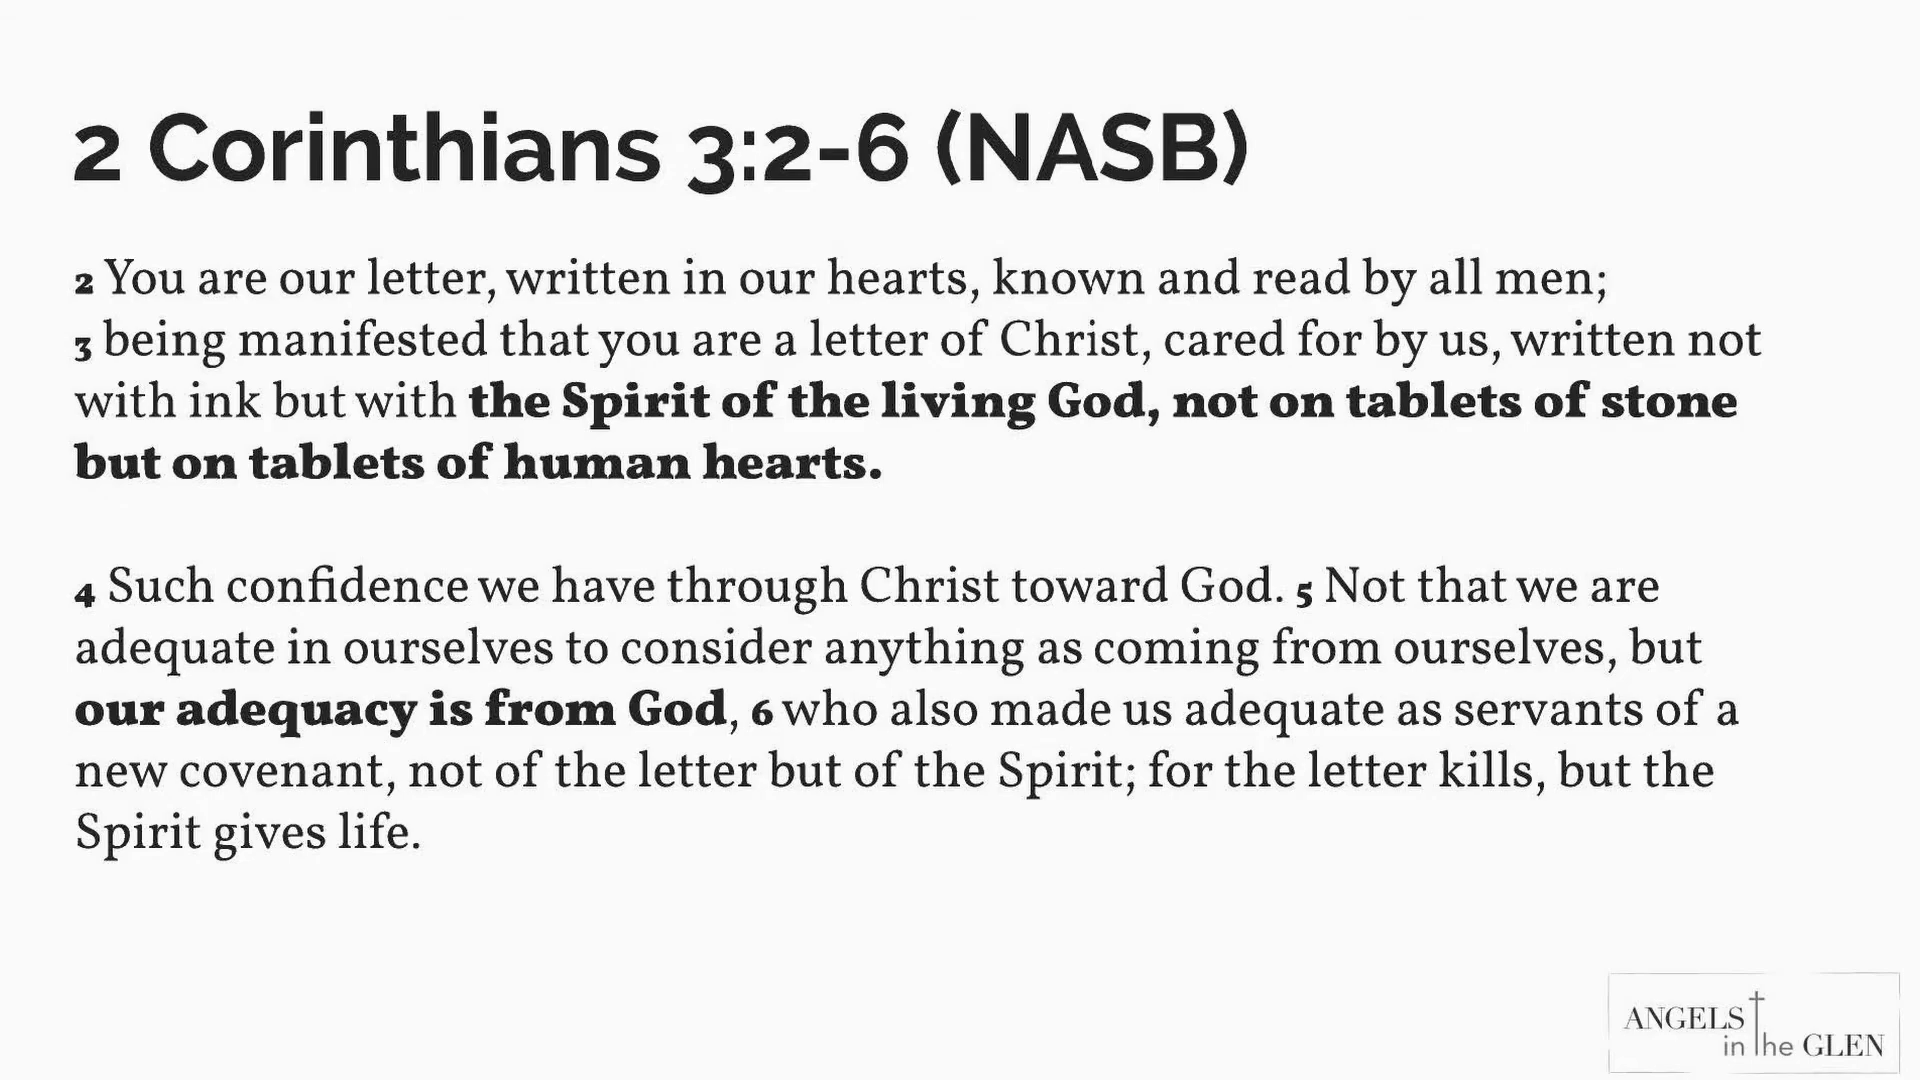 2 Corinthians 3:2-6 (NASB)
2 You are our letter, written in our hearts, known and read by all men;
3 being manifested that you are a letter of Christ, cared for by us, written not
with ink but with the Spirit of the living God, not on tablets of stone
but on tablets of human hearts.
4 Such confidence we have through Christ toward God. 5 Not that we are
adequate in ourselves to consider anything as coming from ourselves, but
our adequacy is from God, 6 who also made us adequate as servants of a
new covenant, not of the letter but of the Spirit; for the letter kills, but the
Spirit gives life.
ANGELS
in the GLEN